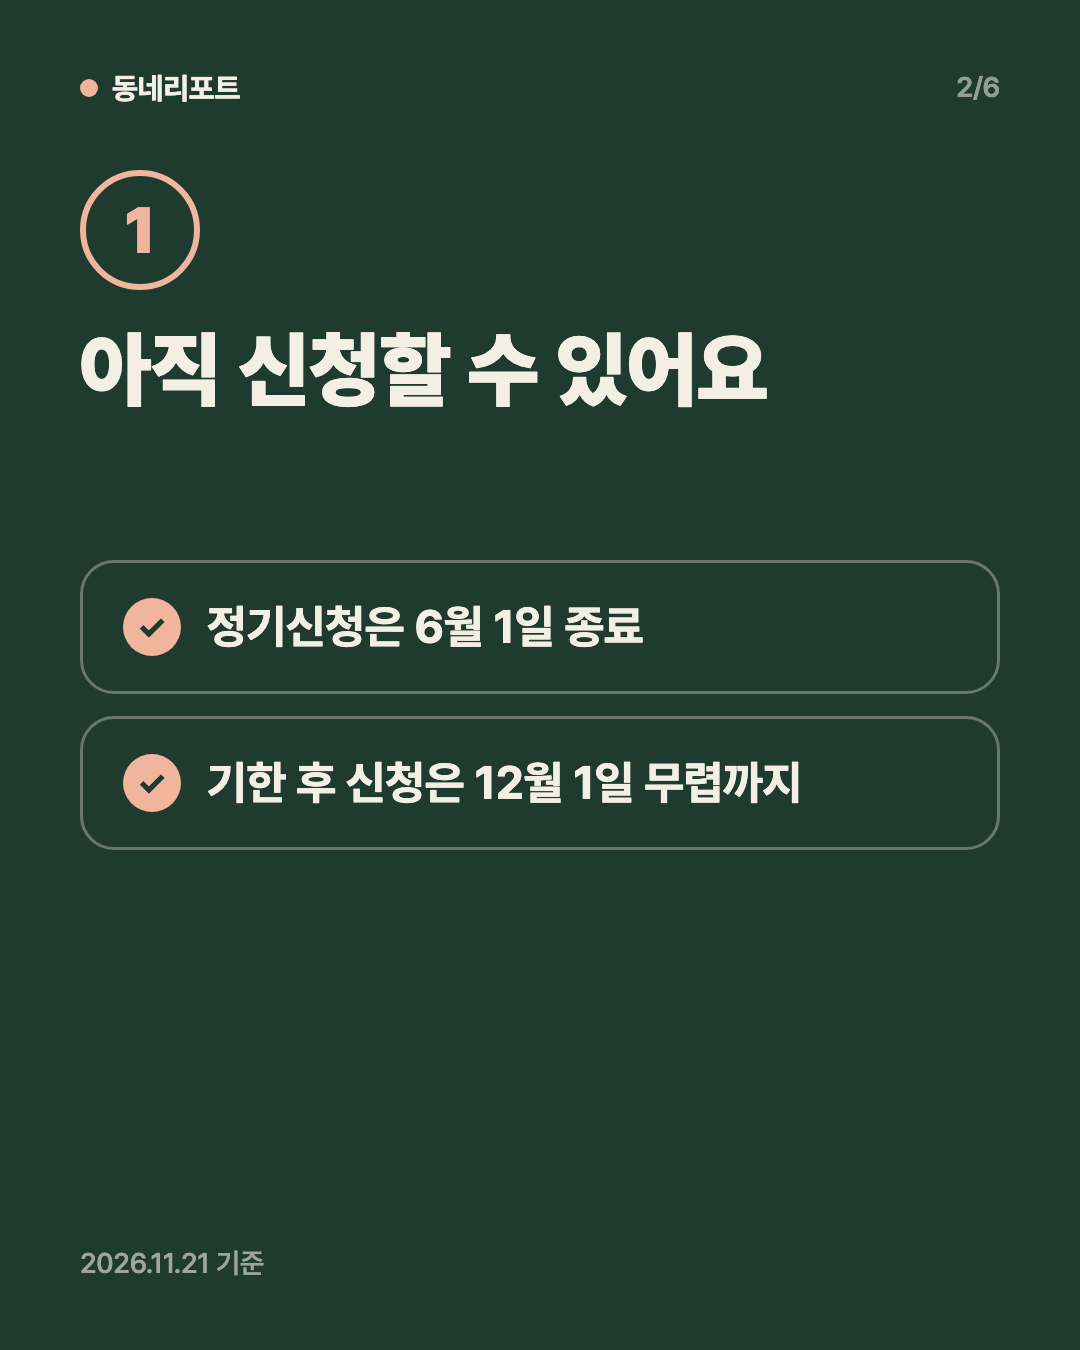 동네리포트
2/6
1
아직 신청할 수 있어요
정기신청은 6월 1일 종료
기한 후 신청은 12월 1일 무렵까지
2026.11.21 기준